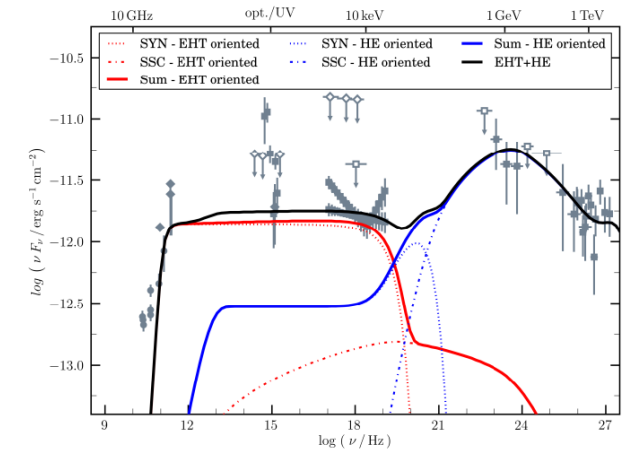 10 GHz opt./UV 10 keV 1 GeV 1 TeV
SYN - EHT oriented SYN - HE oriented Sum - HE oriented
SSC - EHT oriented SSC - HE oriented EHT+HE
Sum - EHT oriented
−10.5
−11.0
−11.5
−12.0
−12.5
−13.0
log ( ν Fν / erg s⁻¹ cm⁻² )
9 12 15 18 21 24 27
log ( ν / Hz )